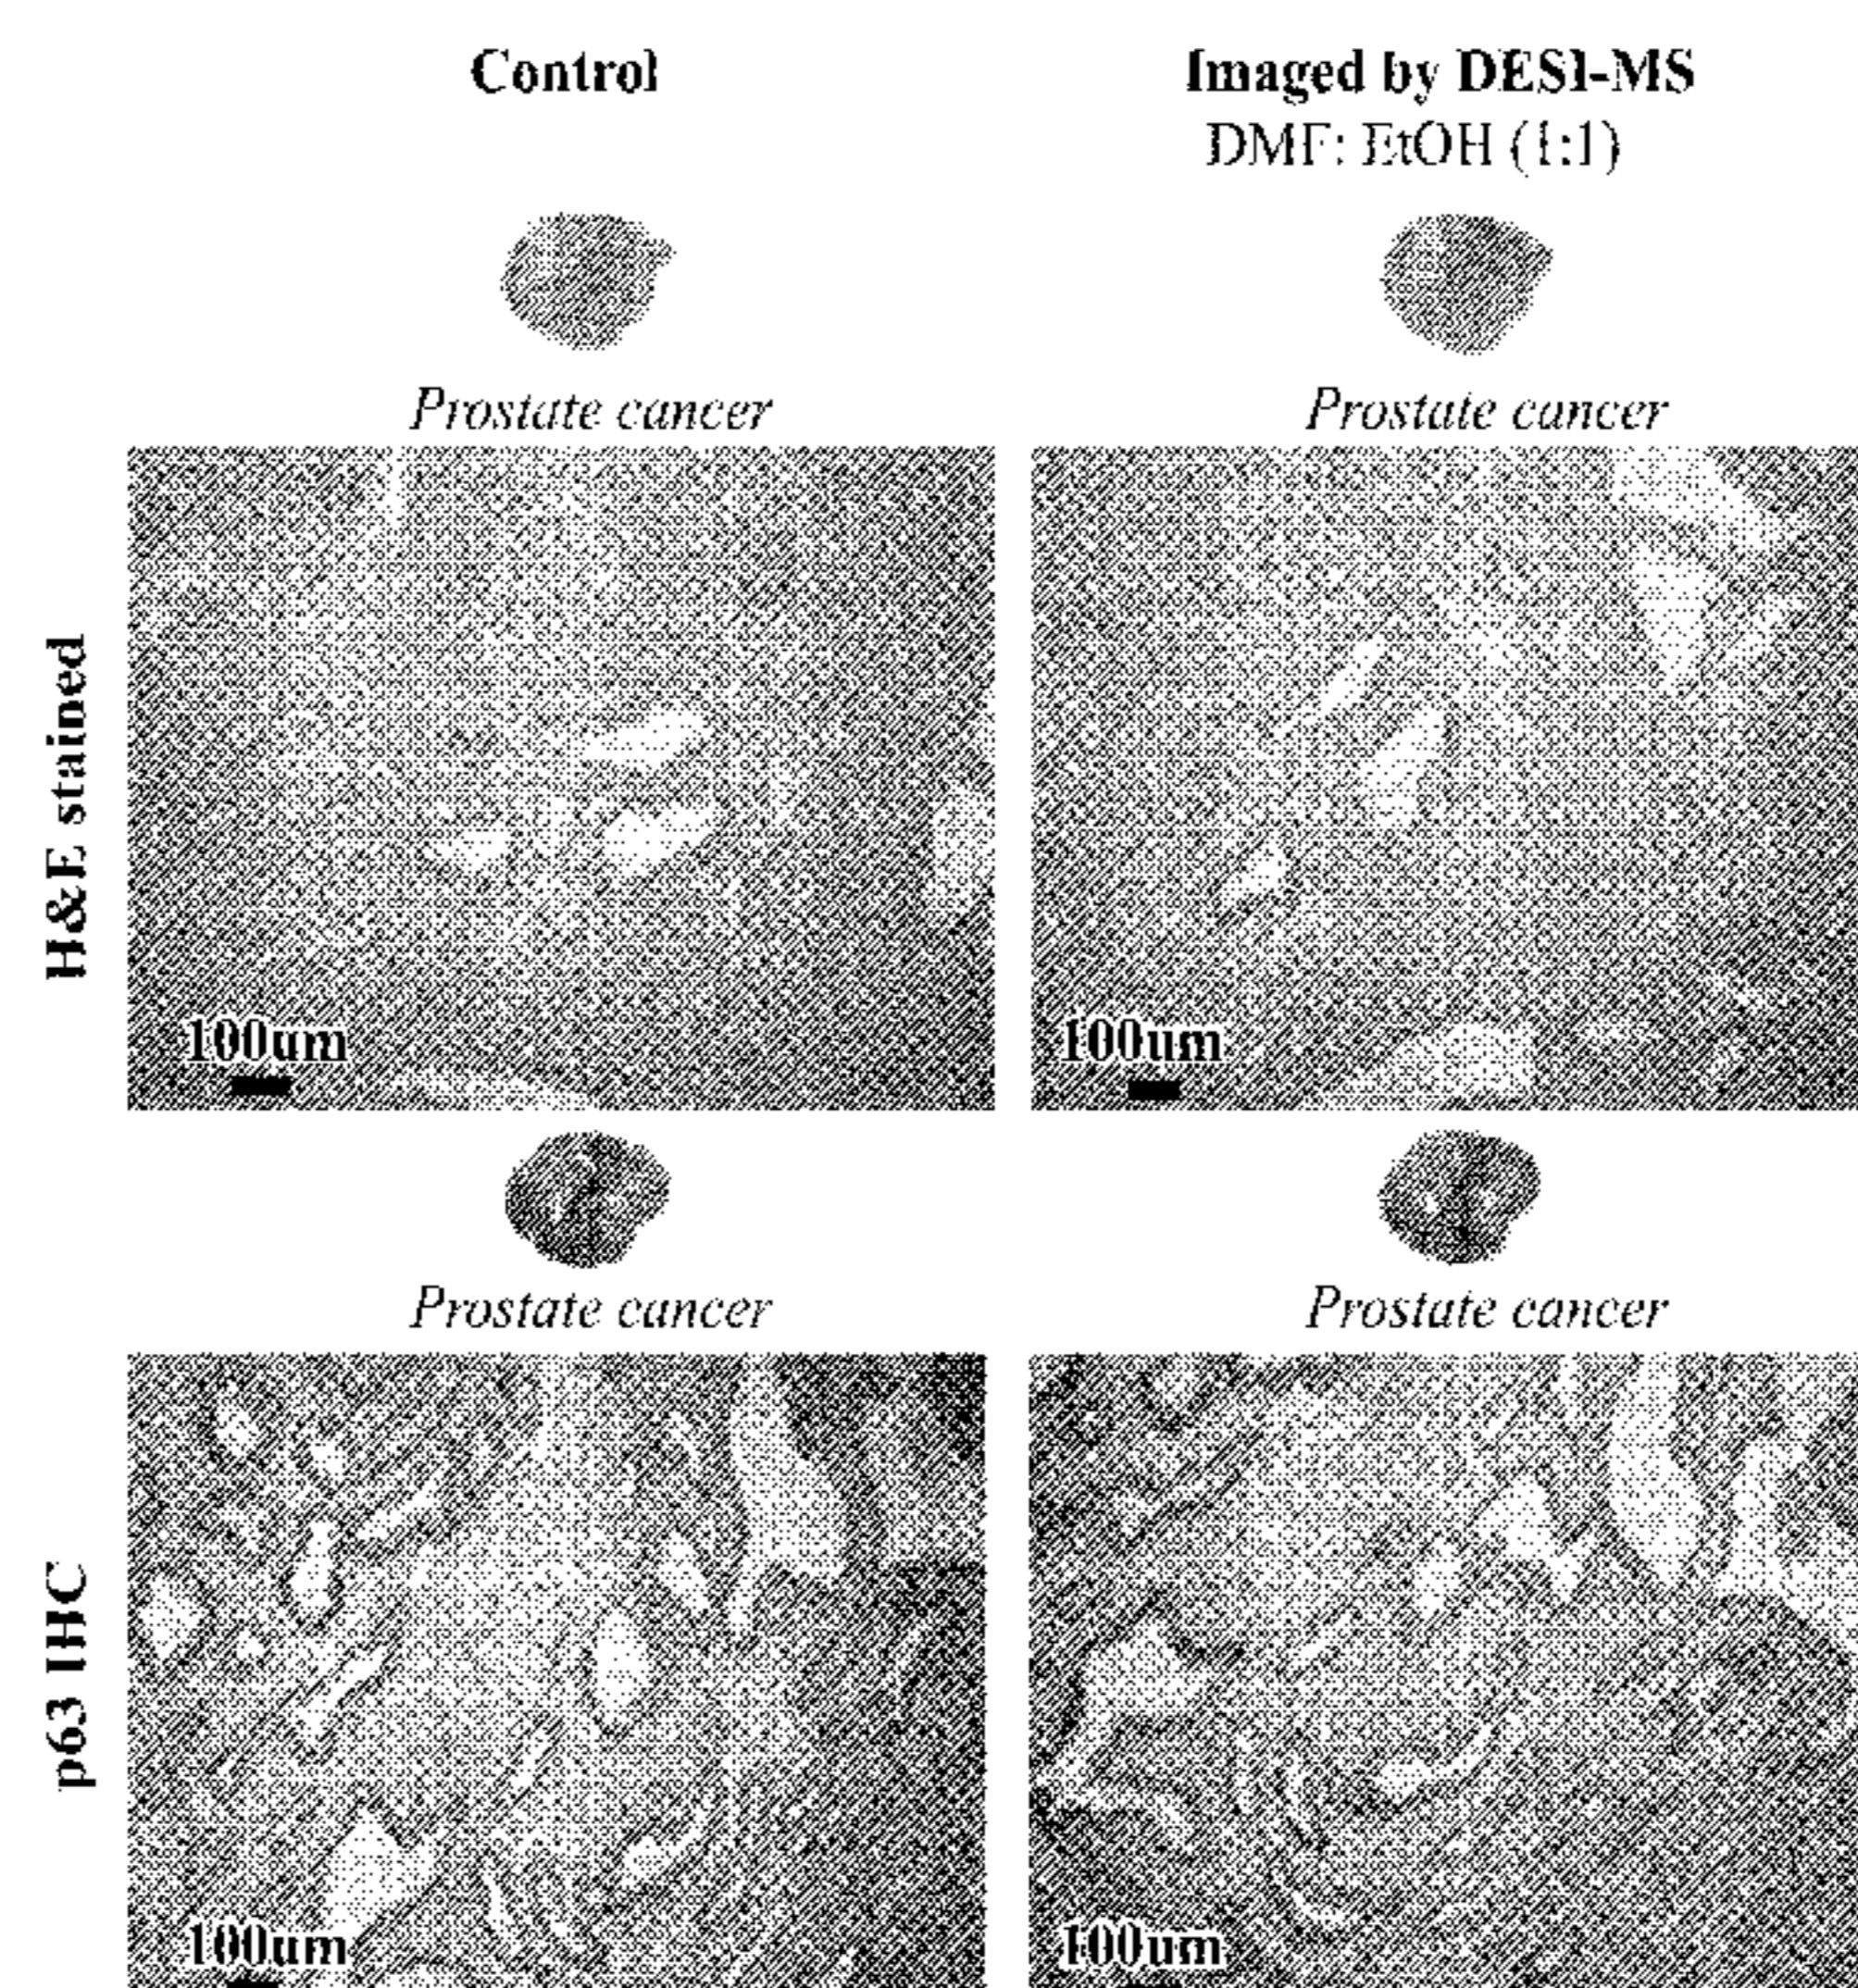 Control
Imaged by DESI-MS
DMF: EtOH (1:1)
Prostate cancer
Prostate cancer
H&E stained
100um
100um
Prostate cancer
Prostate cancer
p63 IHC
100um
100um